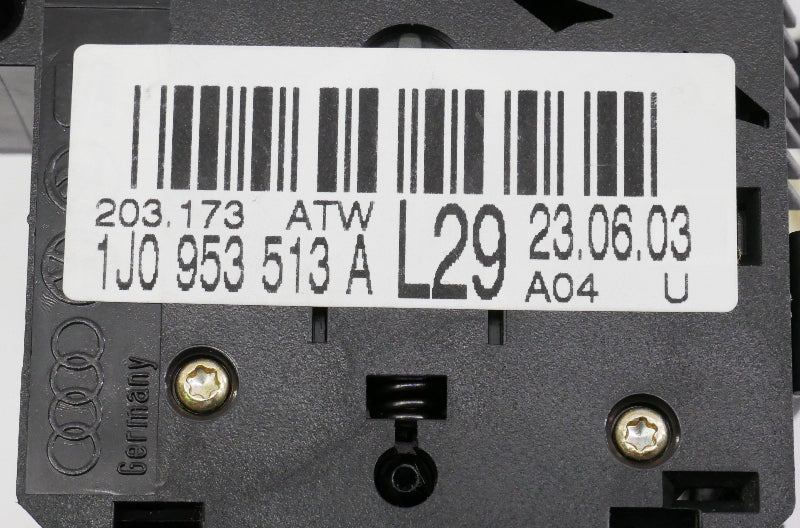 203.173 ATW
1J0 953 513 A L29 23.06.03
A04 U
Germany